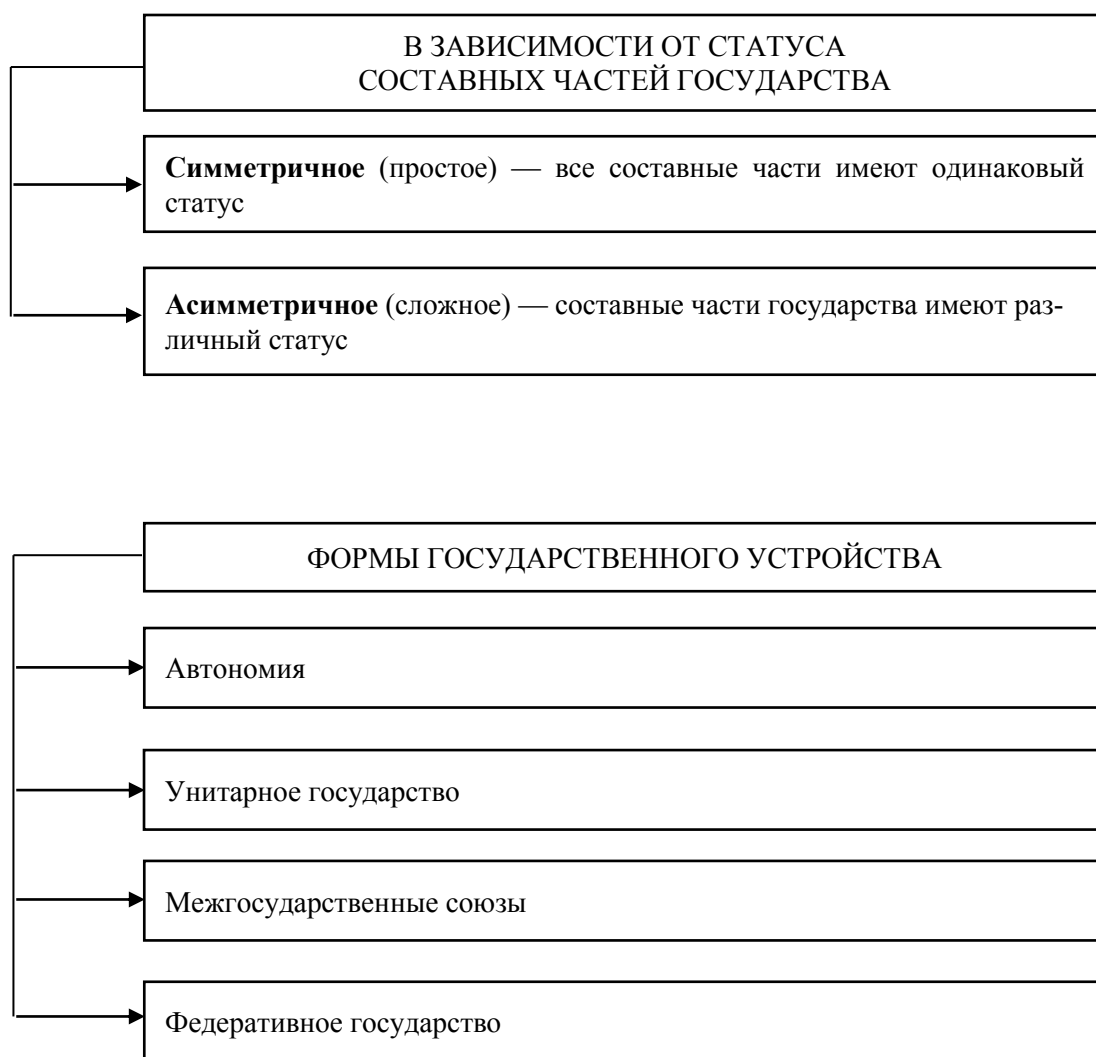 В ЗАВИСИМОСТИ ОТ СТАТУСА
СОСТАВНЫХ ЧАСТЕЙ ГОСУДАРСТВА
Симметричное (простое) — все составные части имеют одинаковый
статус
Асимметричное (сложное) — составные части государства имеют раз-
личный статус
ФОРМЫ ГОСУДАРСТВЕННОГО УСТРОЙСТВА
Автономия
Унитарное государство
Межгосударственные союзы
Федеративное государство